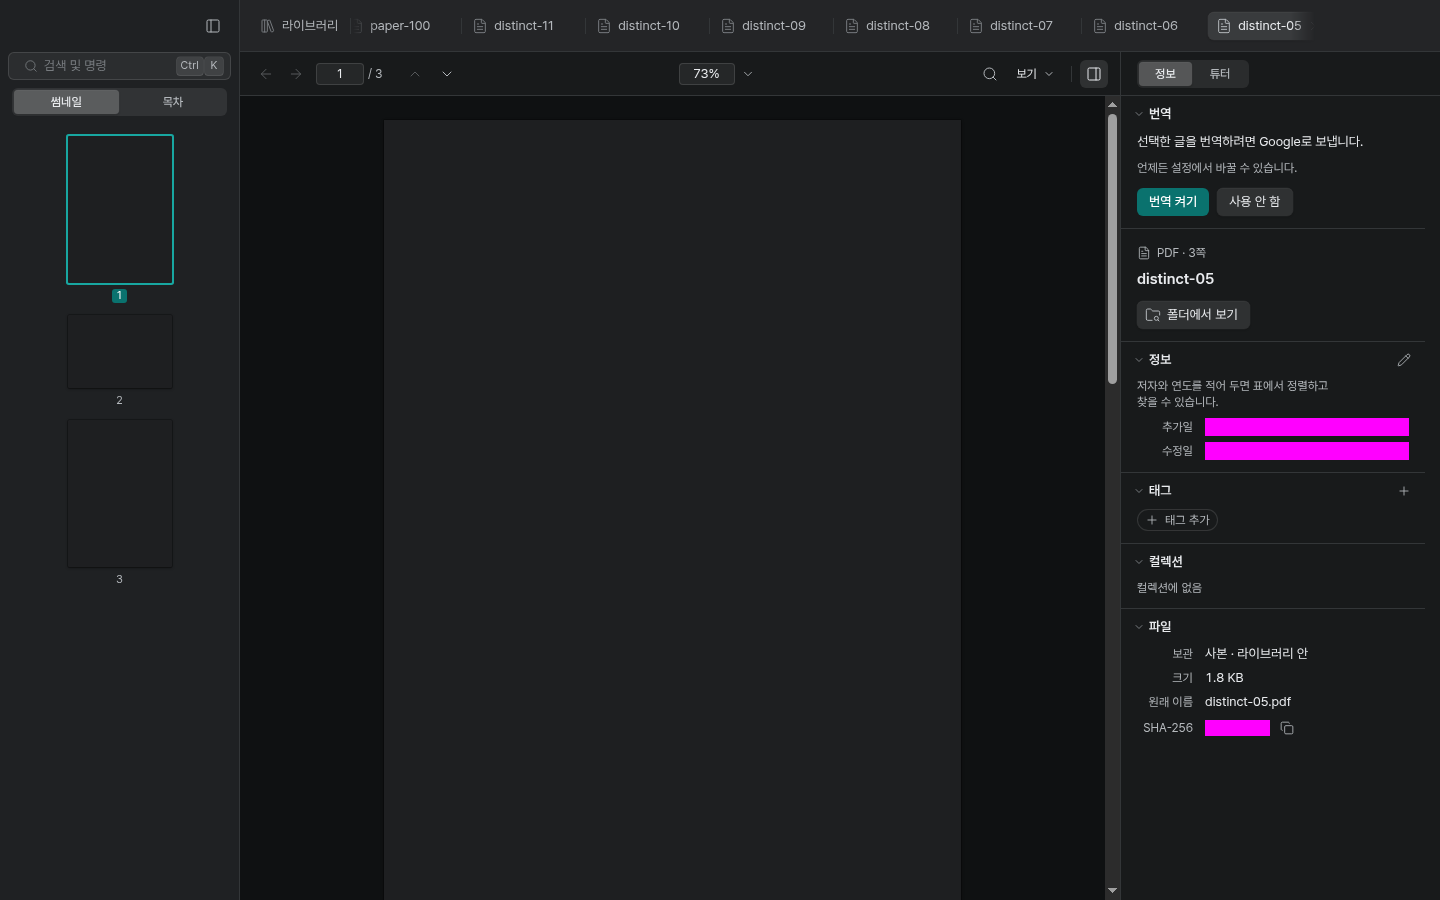 라이브러리
paper-100
distinct-11
distinct-10
distinct-09
distinct-08
distinct-07
distinct-06
distinct-05
검색 및 명령
Ctrl K
썸네일
목차
1
2
3
1 / 3
73%
보기
정보
튜터
번역
선택한 글을 번역하려면 Google로 보냅니다.
언제든 설정에서 바꿀 수 있습니다.
번역 켜기
사용 안 함
PDF · 3쪽
distinct-05
폴더에서 보기
정보
저자와 연도를 적어 두면 표에서 정렬하고
찾을 수 있습니다.
추가일
수정일
태그
태그 추가
컬렉션
컬렉션에 없음
파일
보관 사본 · 라이브러리 안
크기 1.8 KB
원래 이름 distinct-05.pdf
SHA-256